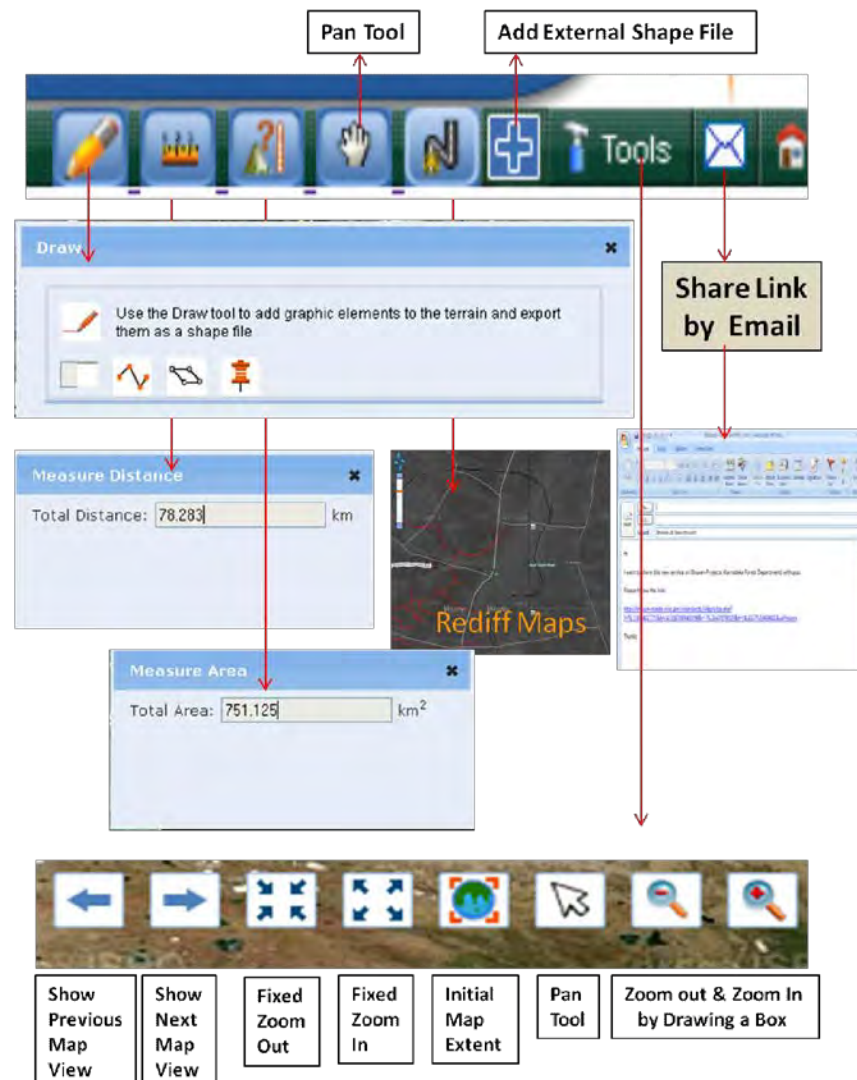 Pan Tool
Add External Shape File
Tools
Draw
Use the Draw tool to add graphic elements to the terrain and export
them as a shape file
Share Link
by Email
Measure Distance
Total Distance: 78.283 km
Rediff Maps
Measure Area
Total Area: 751.125 km²
Show
Previous
Map
View
Show
Next
Map
View
Fixed
Zoom
Out
Fixed
Zoom
In
Initial
Map
Extent
Pan
Tool
Zoom out & Zoom In
by Drawing a Box